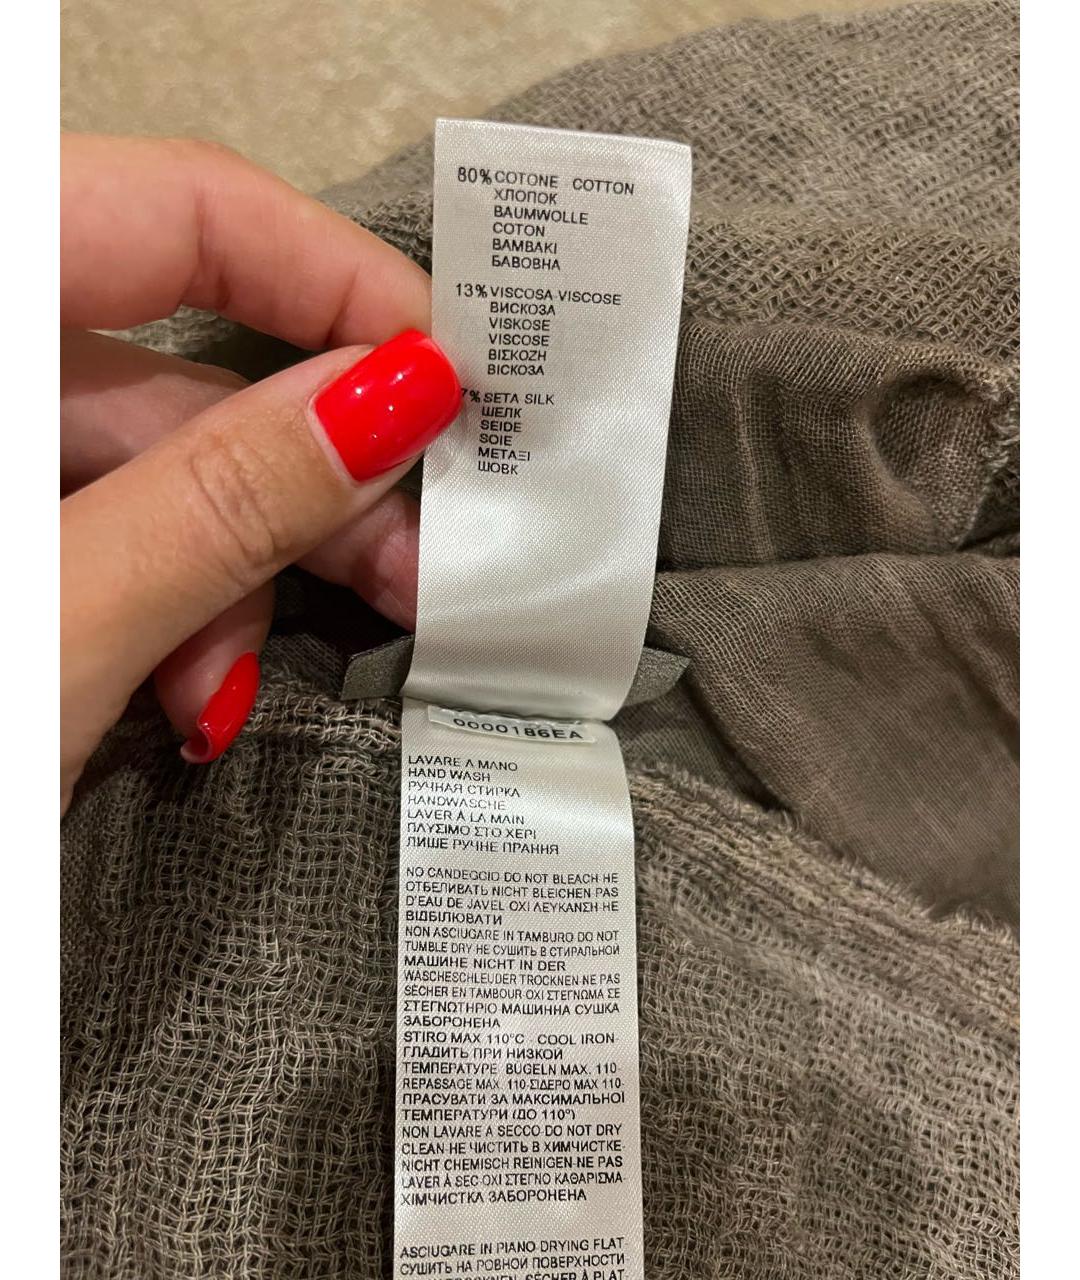 80% COTONE COTTON
ХЛОПОК
BAUMWOLLE
COTON
ΒΑΜΒΑΚΙ
БАВОВНА
13% VISCOSA VISCOSE
ВИСКОЗА
VISKOSE
VISCOSE
ΒΙΣΚΟΖΗ
ВІСКОЗА
7% SETA SILK
ШЕЛК
SEIDE
SOIE
ΜΕΤΑΞΙ
ШОВК
0000186EA
LAVARE A MANO
HAND WASH
РУЧНАЯ СТИРКА
HANDWÄSCHE
LAVER À LA MAIN
ΠΛΥΣΙΜΟ ΣΤΟ ΧΕΡΙ
ЛИШЕ РУЧНЕ ПРАННЯ
NO CANDEGGIO DO NOT BLEACH НЕ
ОТБЕЛИВАТЬ NICHT BLEICHEN PAS
D'EAU DE JAVEL ΟΧΙ ΛΕΥΚΑΝΣΗ НЕ
ВІДБІЛЮВАТИ
NON ASCIUGARE IN TAMBURO DO NOT
TUMBLE DRY НЕ СУШИТЬ В СТИРАЛЬНОЙ
МАШИНЕ NICHT IN DER
WÄSCHESCHLEUDER TROCKNEN NE PAS
SÉCHER EN TAMBOUR ΟΧΙ ΣΤΕΓΝΩΜΑ ΣΕ
ΣΤΕΓΝΩΤΗΡΙΟ МАШИННА СУШКА
ЗАБОРОНЕНА
STIRO MAX 110°C - COOL IRON-
ГЛАДИТЬ ПРИ НИЗКОЙ
ТЕМПЕРАТУРЕ BÜGELN MAX. 110-
REPASSAGE MAX. 110-ΣΙΔΕΡΟ MAX 110-
ПРАСУВАТИ ЗА МАКСИМАЛЬНОЇ
ТЕМПЕРАТУРИ (ДО 110°)
NON LAVARE A SECCO-DO NOT DRY
CLEAN-НЕ ЧИСТИТЬ В ХИМЧИСТКЕ-
NICHT CHEMISCH REINIGEN-NE PAS
LAVER À SEC-ΟΧΙ ΣΤΕΓΝΟ ΚΑΘΑΡΙΣΜΑ-
ХІМЧИСТКА ЗАБОРОНЕНА
ASCIUGARE IN PIANO DRYING FLAT-
СУШИТЬ НА РОВНОЙ ПОВЕРХНОСТИ
TROCKNEN SÉCHER À PLAT